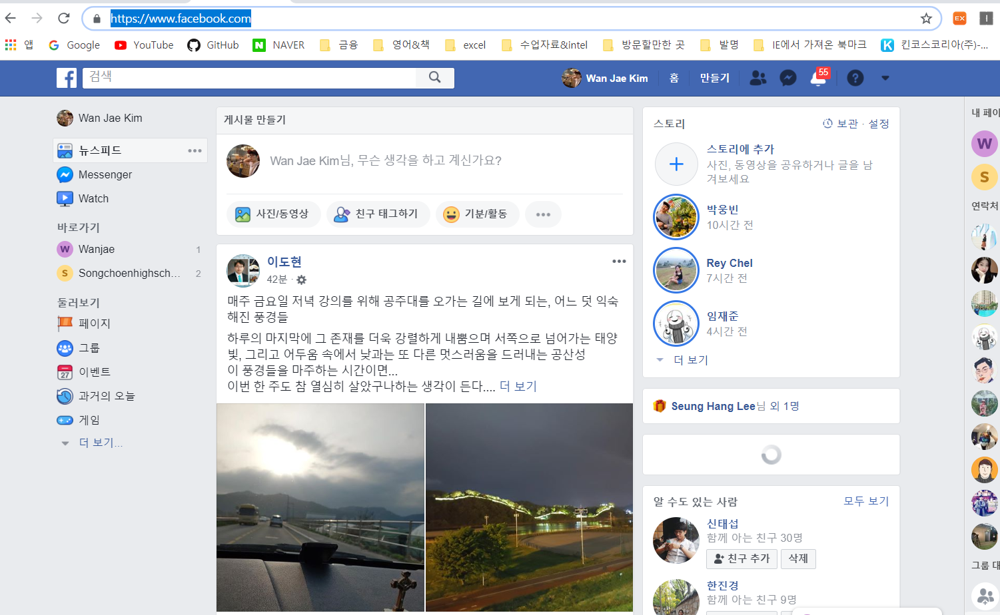 https://www.facebook.com
EX
앱 Google YouTube GitHub NAVER 금융 영어&책 excel 수업자료&intel 방문할만한 곳 발명 IE에서 가져온 북마크 킨코스코리아(주)-...
검색
Wan Jae Kim 홈 만들기 55
Wan Jae Kim
뉴스피드
Messenger
Watch
바로가기
W Wanjae 1
S Songchoenhighsch... 2
둘러보기
페이지
그룹
27 이벤트
과거의 오늘
게임
더 보기...
게시물 만들기
Wan Jae Kim님, 무슨 생각을 하고 계신가요?
사진/동영상 친구 태그하기 기분/활동
이도현
42분 ·
매주 금요일 저녁 강의를 위해 공주대를 오가는 길에 보게 되는, 어느 덧 익숙
해진 풍경들
하루의 마지막에 그 존재를 더욱 강렬하게 내뿜으며 서쪽으로 넘어가는 태양
빛, 그리고 어두움 속에서 낮과는 또 다른 멋스러움을 드러내는 공산성
이 풍경들을 마주하는 시간이면...
이번 한 주도 참 열심히 살았구나하는 생각이 든다.... 더 보기
스토리 보관 · 설정
스토리에 추가
사진, 동영상을 공유하거나 글을 남
겨보세요
박웅빈
10시간 전
Rey Chel
7시간 전
임재준
4시간 전
더 보기
Seung Hang Lee님 외 1명
알 수도 있는 사람 모두 보기
신태섭
함께 아는 친구 30명
친구 추가 삭제
한진경
함께 아는 친구 9명
내 페이
W
S
연락처
그룹 대